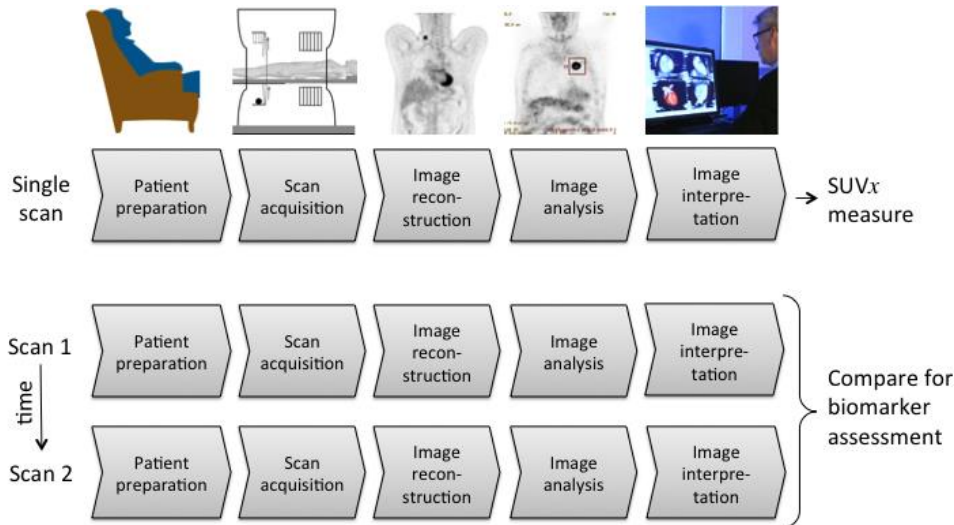 Single
scan
Patient
preparation
Scan
acquisition
Image
recon-
struction
Image
analysis
Image
interpre-
tation
SUVx
measure
Scan 1
time
Scan 2
Patient
preparation
Scan
acquisition
Image
recon-
struction
Image
analysis
Image
interpre-
tation
Patient
preparation
Scan
acquisition
Image
recon-
struction
Image
analysis
Image
interpre-
tation
Compare for
biomarker
assessment